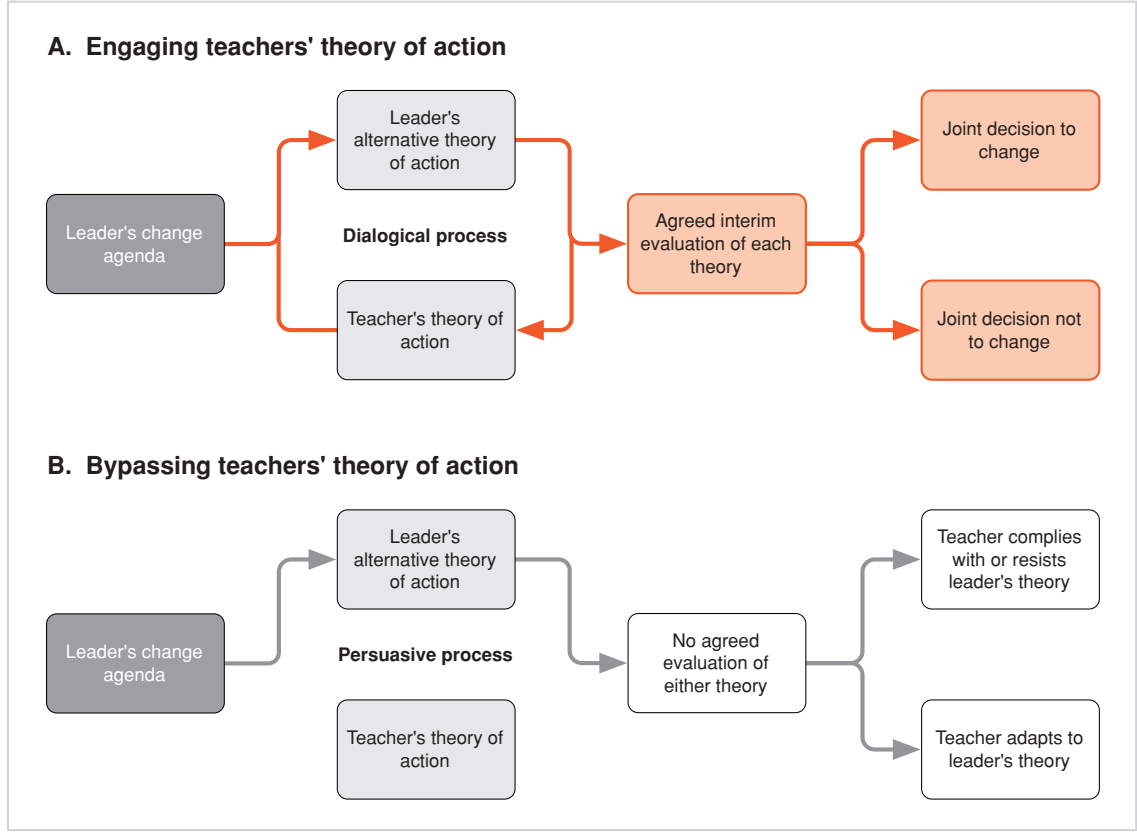 A. Engaging teachers' theory of action
Leader's
alternative theory
of action
Joint decision to
change
Leader's change
agenda
Dialogical process
Agreed interim
evaluation of each
theory
Teacher's theory of
action
Joint decision not
to change
B. Bypassing teachers' theory of action
Leader's
alternative theory
of action
Teacher complies
with or resists
leader's theory
Leader's change
agenda
Persuasive process
No agreed
evaluation of
either theory
Teacher's theory of
action
Teacher adapts to
leader's theory